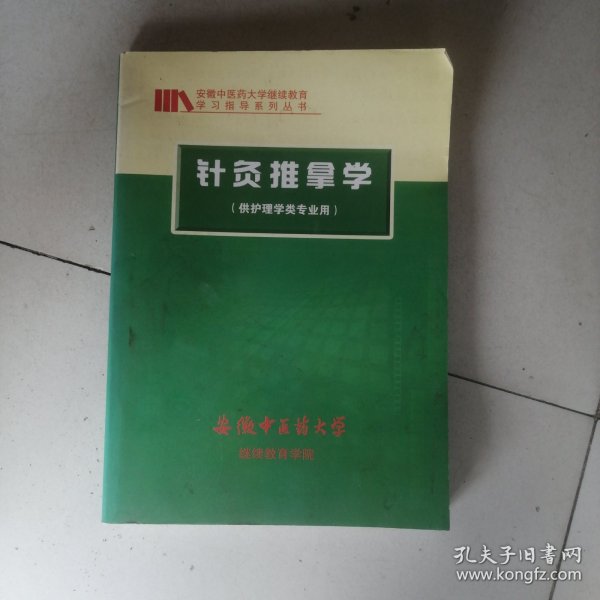 安徽中医药大学继续教育
学习指导系列丛书
针灸推拿学
（供护理学类专业用）
安徽中医药大学
继续教育学院
孔夫子旧书网
www.kongfz.com